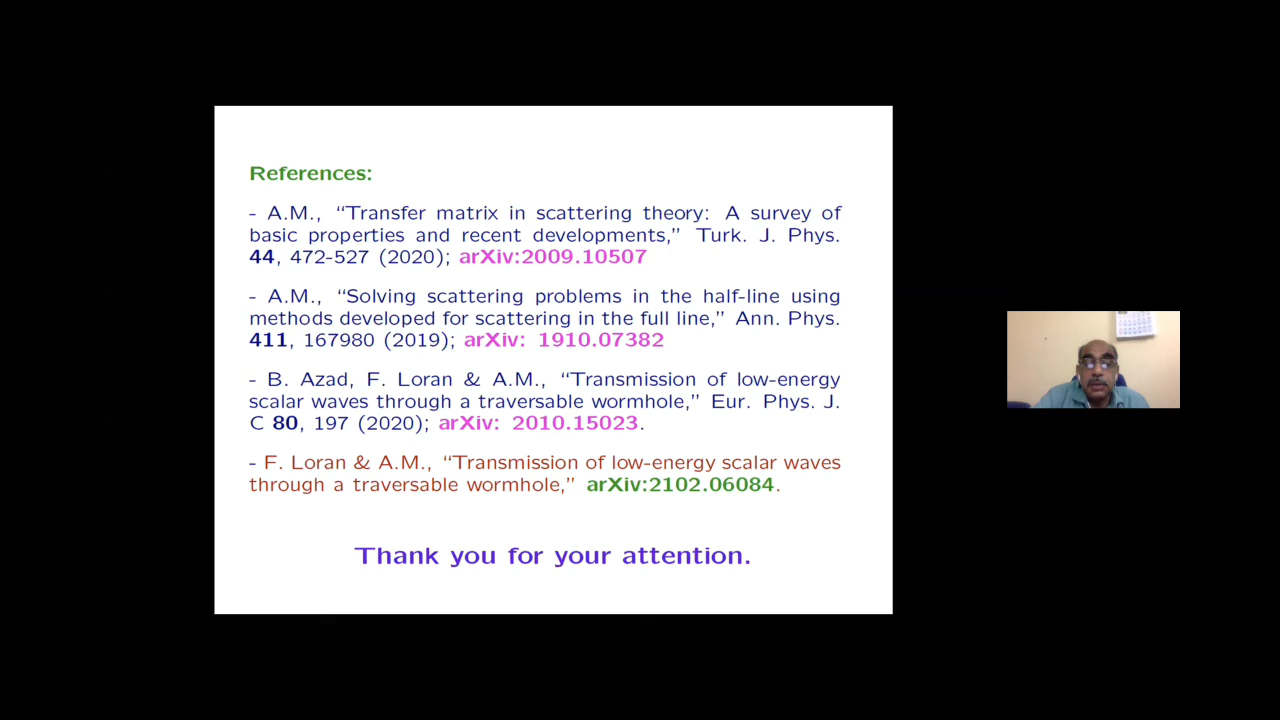 References:
- A.M., “Transfer matrix in scattering theory: A survey of
basic properties and recent developments,” Turk. J. Phys.
44, 472-527 (2020); arXiv:2009.10507
- A.M., “Solving scattering problems in the half-line using
methods developed for scattering in the full line,” Ann. Phys.
411, 167980 (2019); arXiv: 1910.07382
- B. Azad, F. Loran & A.M., “Transmission of low-energy
scalar waves through a traversable wormhole,” Eur. Phys. J.
C 80, 197 (2020); arXiv: 2010.15023.
- F. Loran & A.M., “Transmission of low-energy scalar waves
through a traversable wormhole,” arXiv:2102.06084.
Thank you for your attention.